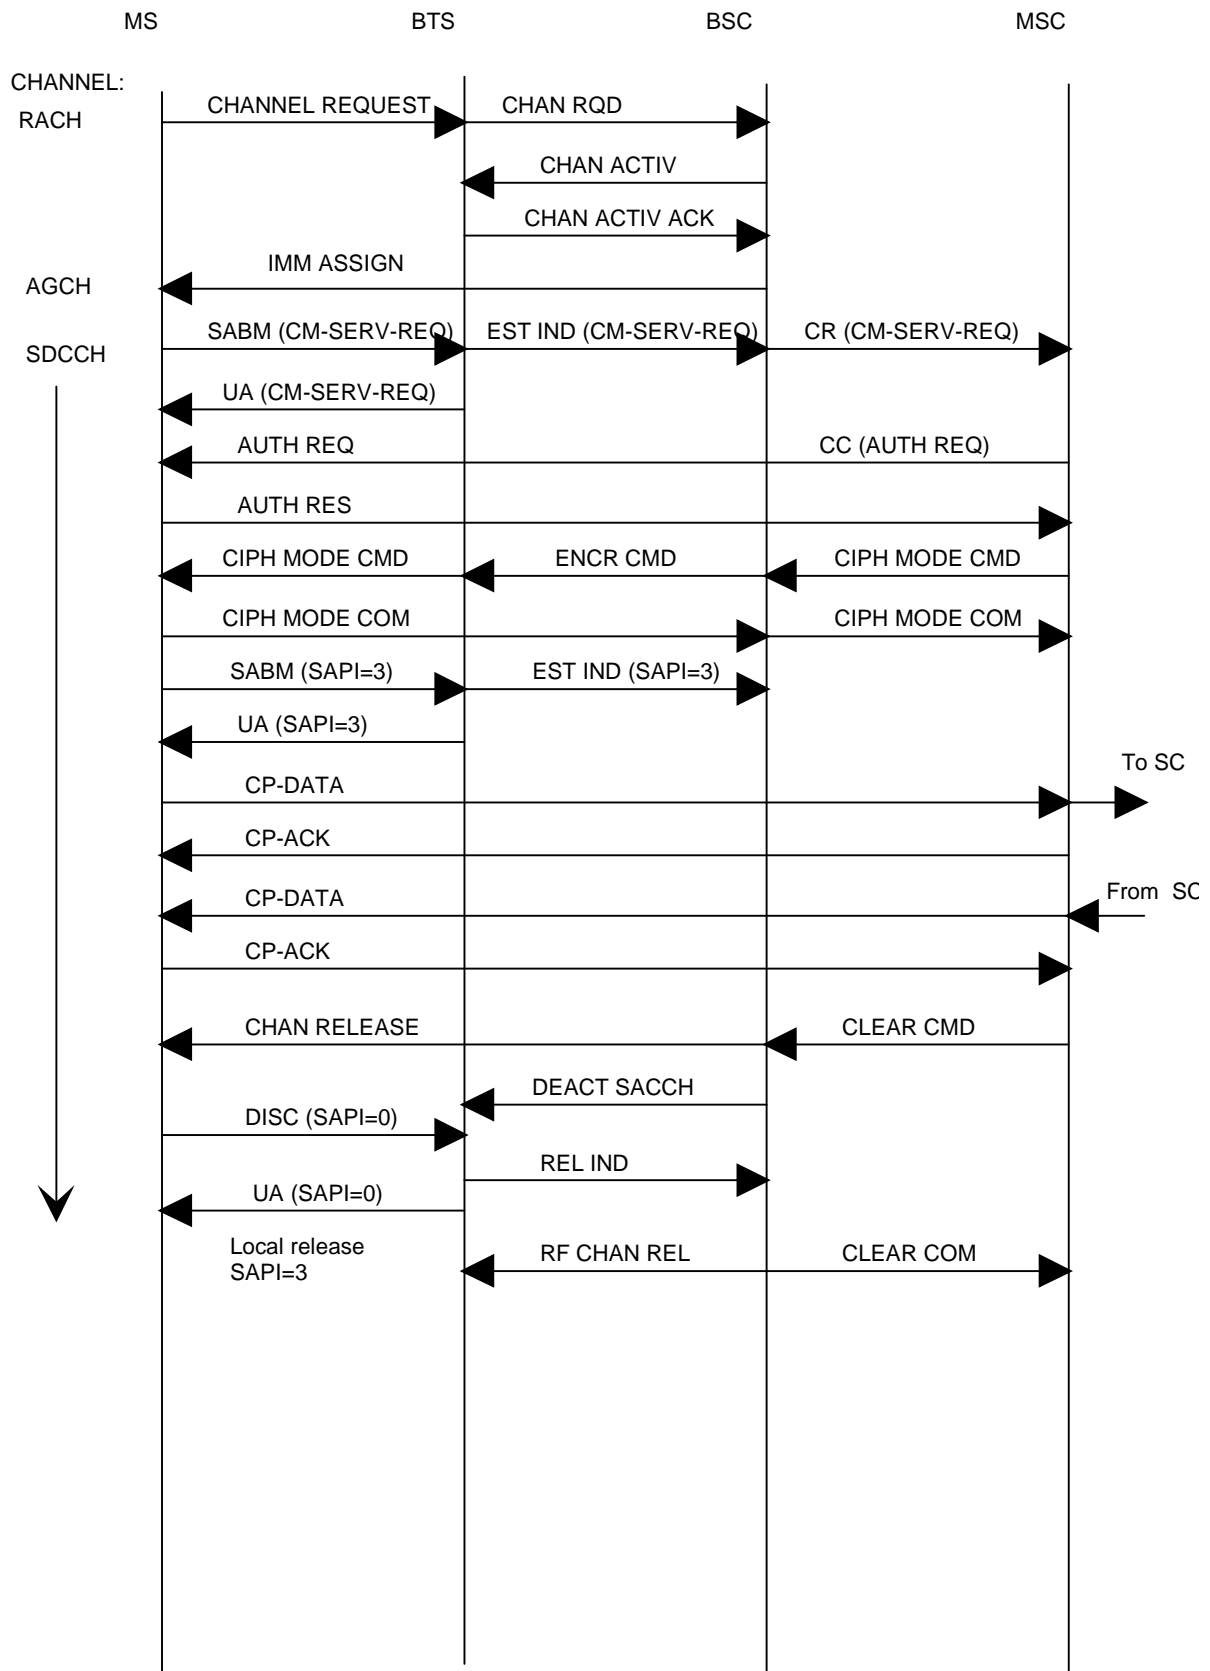 MS BTS BSC MSC
CHANNEL:
RACH CHANNEL REQUEST CHAN RQD
CHAN ACTIV
CHAN ACTIV ACK
AGCH IMM ASSIGN
SDCCH SABM (CM-SERV-REQ) EST IND (CM-SERV-REQ) CR (CM-SERV-REQ)
UA (CM-SERV-REQ)
AUTH REQ CC (AUTH REQ)
AUTH RES
CIPH MODE CMD ENCR CMD CIPH MODE CMD
CIPH MODE COM CIPH MODE COM
SABM (SAPI=3) EST IND (SAPI=3)
UA (SAPI=3)
To SC
CP-DATA
CP-ACK
CP-DATA From SC
CP-ACK
CHAN RELEASE CLEAR CMD
DEACT SACCH
DISC (SAPI=0)
REL IND
UA (SAPI=0)
Local release RF CHAN REL CLEAR COM
SAPI=3